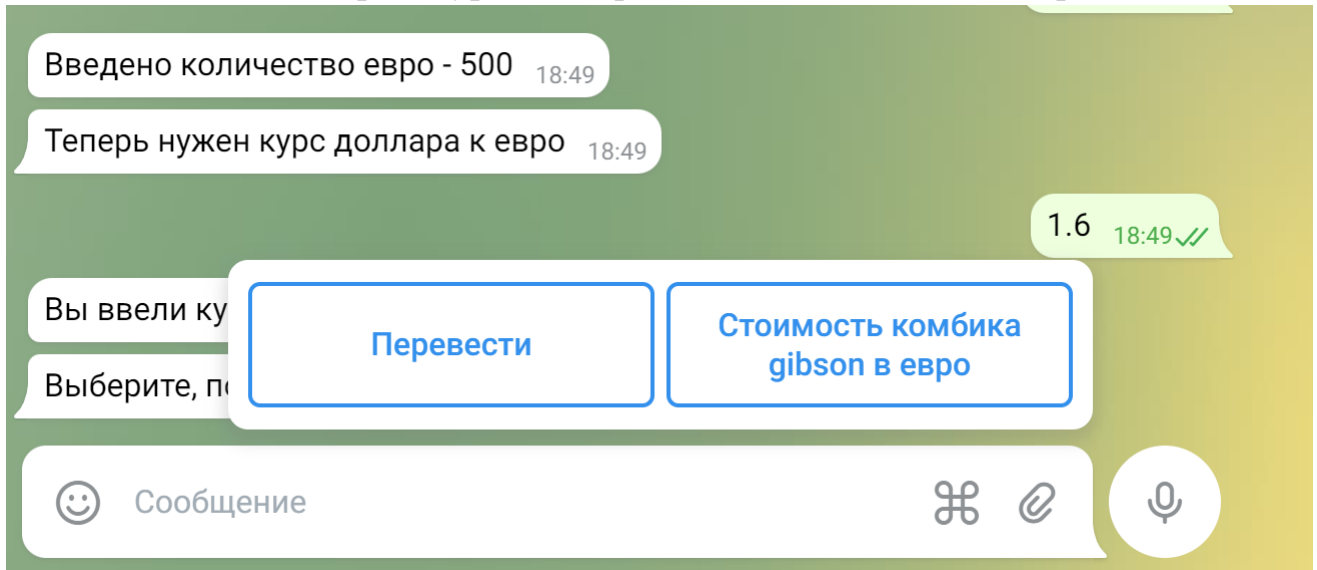 Введено количество евро - 500 18:49
Теперь нужен курс доллара к евро 18:49
1.6 18:49
Вы ввели
Выберите,
Перевести
Стоимость комбика
gibson в евро
Сообщение